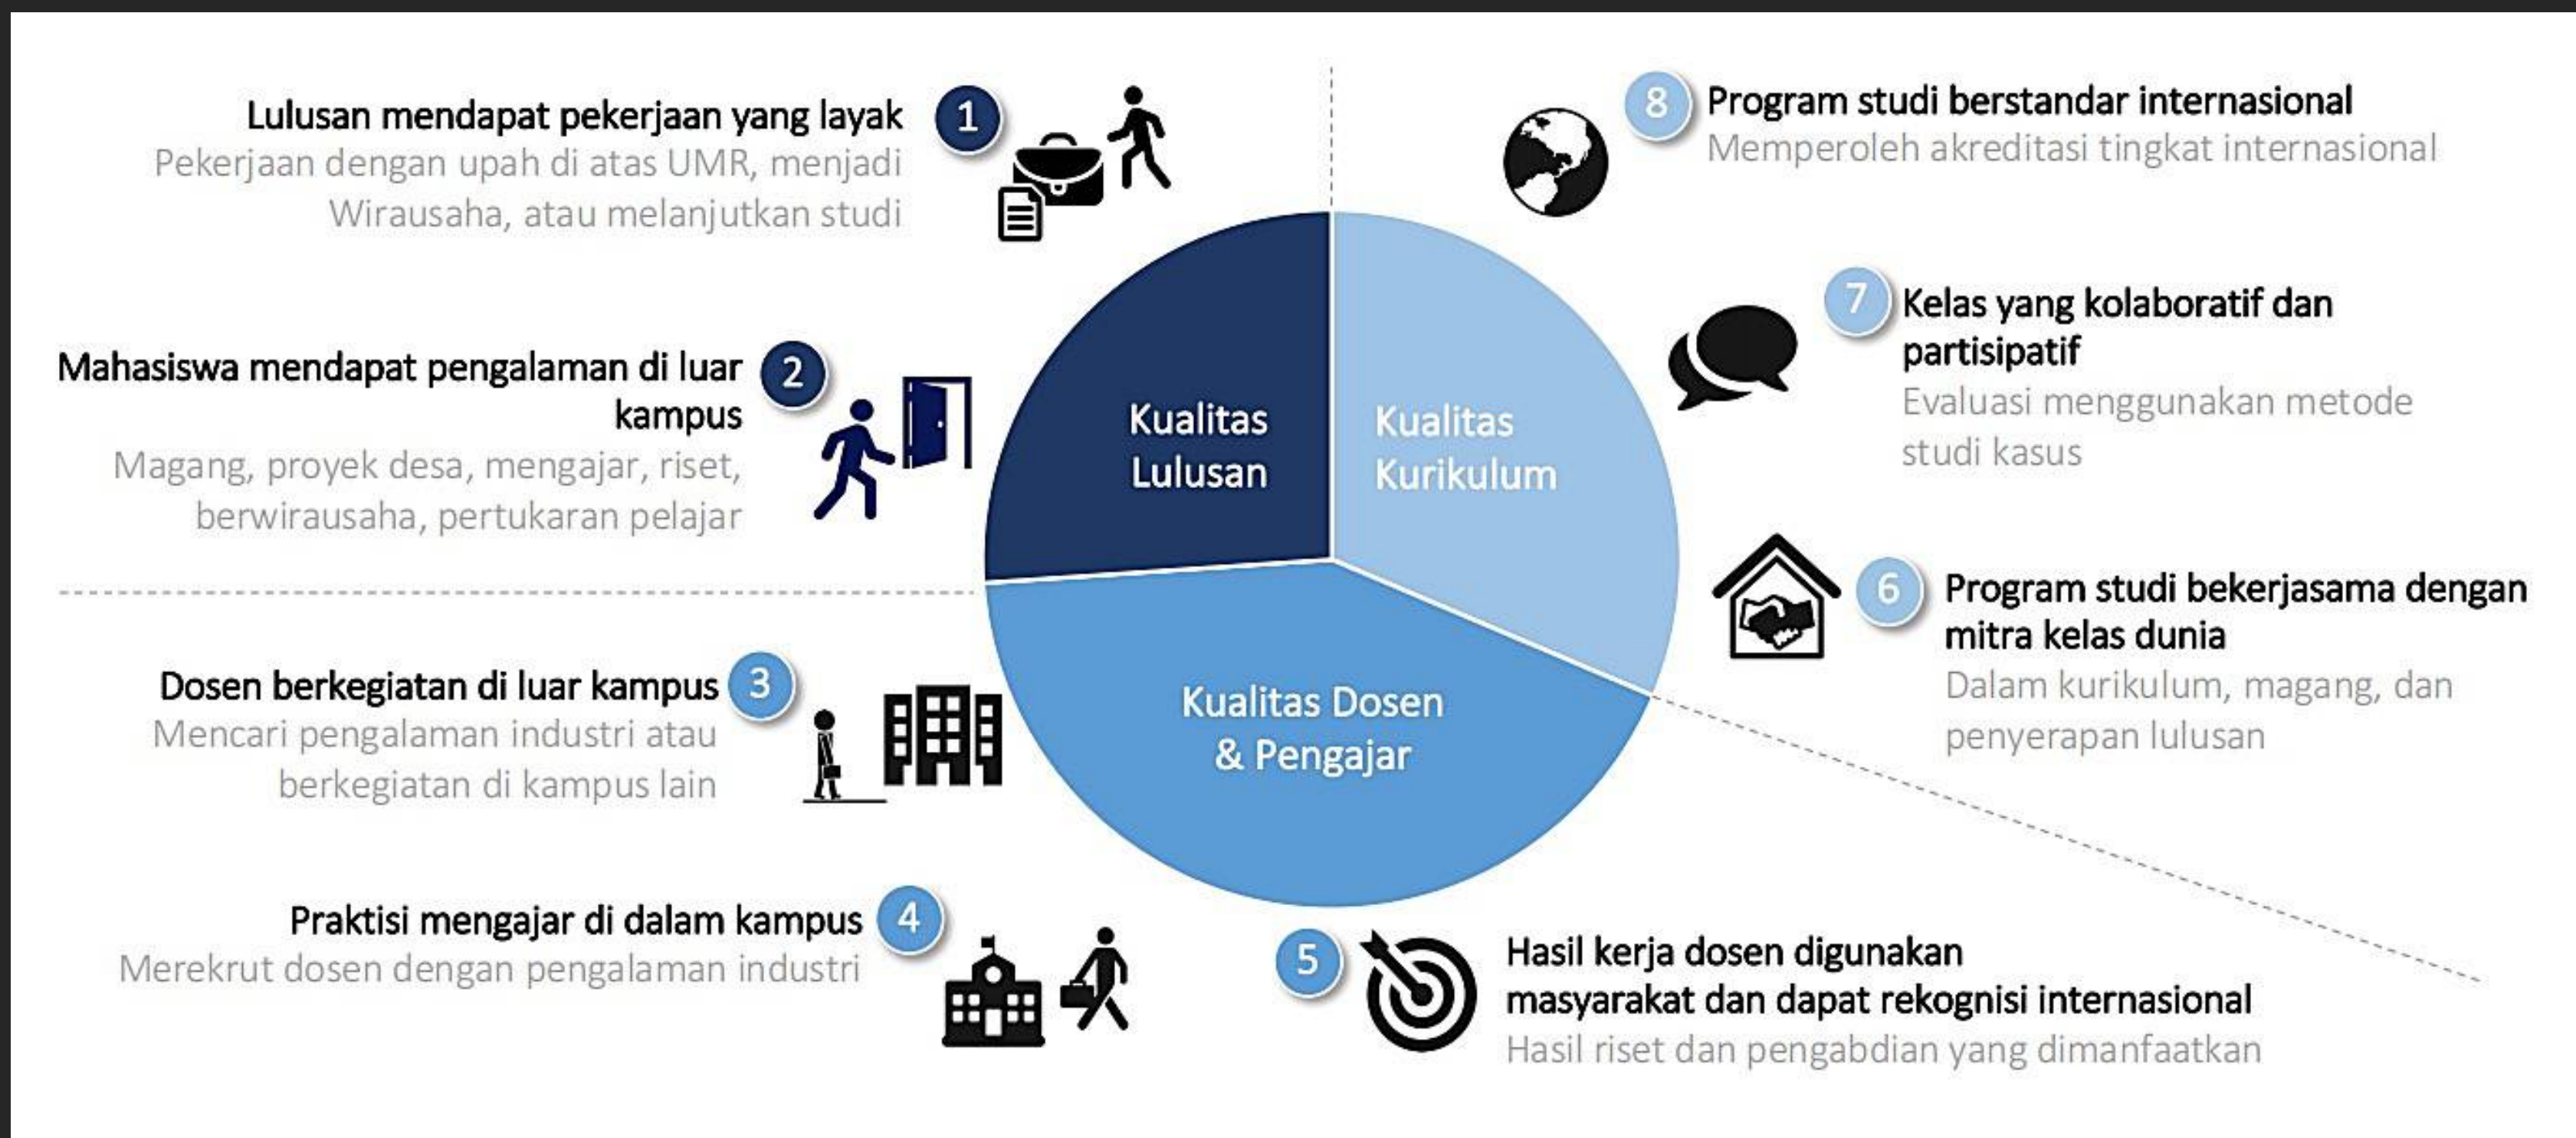 1
Lulusan mendapat pekerjaan yang layak
Pekerjaan dengan upah di atas UMR, menjadi
Wirausaha, atau melanjutkan studi
2
Mahasiswa mendapat pengalaman di luar
kampus
Magang, proyek desa, mengajar, riset,
berwirausaha, pertukaran pelajar
3
Dosen berkegiatan di luar kampus
Mencari pengalaman industri atau
berkegiatan di kampus lain
4
Praktisi mengajar di dalam kampus
Merekrut dosen dengan pengalaman industri
5
Hasil kerja dosen digunakan
masyarakat dan dapat rekognisi internasional
Hasil riset dan pengabdian yang dimanfaatkan
6
Program studi bekerjasama dengan
mitra kelas dunia
Dalam kurikulum, magang, dan
penyerapan lulusan
7
Kelas yang kolaboratif dan
partisipatif
Evaluasi menggunakan metode
studi kasus
8
Program studi berstandar internasional
Memperoleh akreditasi tingkat internasional
Kualitas
Lulusan
Kualitas
Kurikulum
Kualitas Dosen
& Pengajar